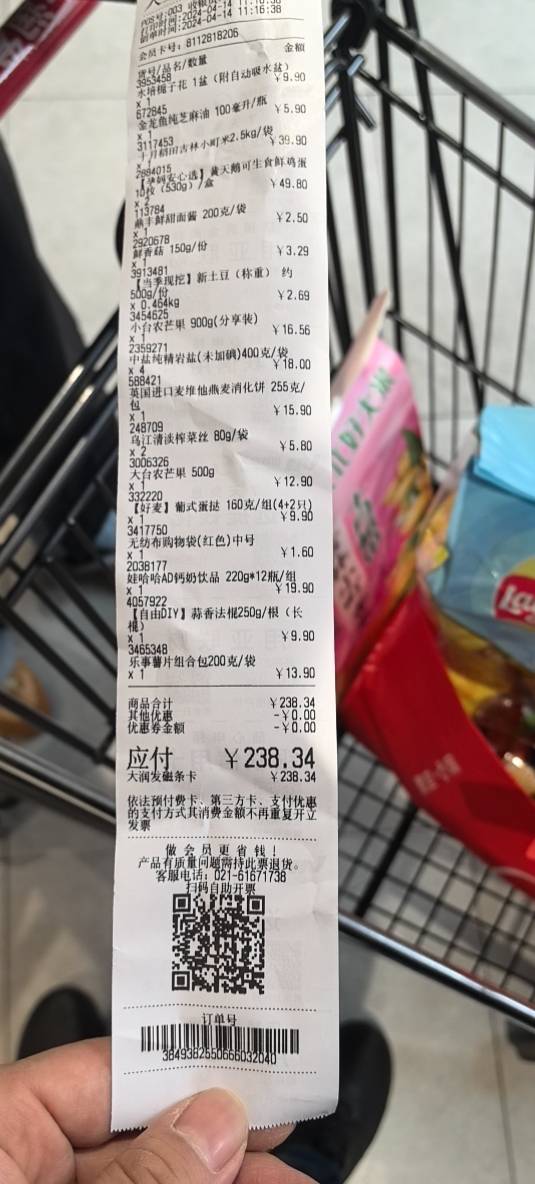 POS号:003
打印时间:2024-04-14 11:16:38
销单时间:2024-04-14 11:16:38
会员卡号: 8112818206
货号/品名/数量 金额
3953458
水培栀子花 1盆(附自动吸水盆)
x 1 ￥9.90
672845
金龙鱼纯芝麻油 100毫升/瓶
x 1 ￥5.90
3117453
十月稻田吉林小町米2.5kg/袋
x 1 ￥39.90
2884015
【孕妈安心选】黄天鹅可生食鲜鸡蛋
10枚(530g)/盒
x 2 ￥49.80
113784
鼎丰鲜甜面酱 200克/袋
x 1 ￥2.50
2920678
鲜香菇 150g/份
x 1 ￥3.29
3913481
【当季现挖】新土豆(称重) 约
500g/份
x 0.464kg ￥2.69
3454625
小台农芒果 900g(分享装)
x 1 ￥16.56
2359271
中盐纯精岩盐(未加碘)400克/袋
x 4 ￥18.00
588421
英国进口麦维他燕麦消化饼 255克/
包
x 1 ￥15.90
248709
乌江清淡榨菜丝 80g/袋
x 2 ￥5.80
3006326
大台农芒果 500g
x 1 ￥12.90
332220
【好麦】葡式蛋挞 160克/组(4+2只)
x 1 ￥9.90
3417750
无纺布购物袋(红色)中号
x 1 ￥1.60
2038177
娃哈哈AD钙奶饮品 220g*12瓶/组
x 1 ￥19.90
4057922
【自由DIY】蒜香法棍250g/根(长
棍)
x 1 ￥9.90
3465348
乐事薯片组合包200克/袋
x 1 ￥13.90
商品合计 ￥238.34
其他优惠 -￥0.00
优惠券金额 -￥0.00
应付 ￥238.34
大润发磁条卡 ￥238.34
依法预付费卡、第三方卡、支付优惠
的支付方式其消费金额不再重复开立
发票
做会员更省钱!
产品有质量问题需持此票退货。
客服电话: 021-61671738
扫码自助开票
订单号
3849382550666032040